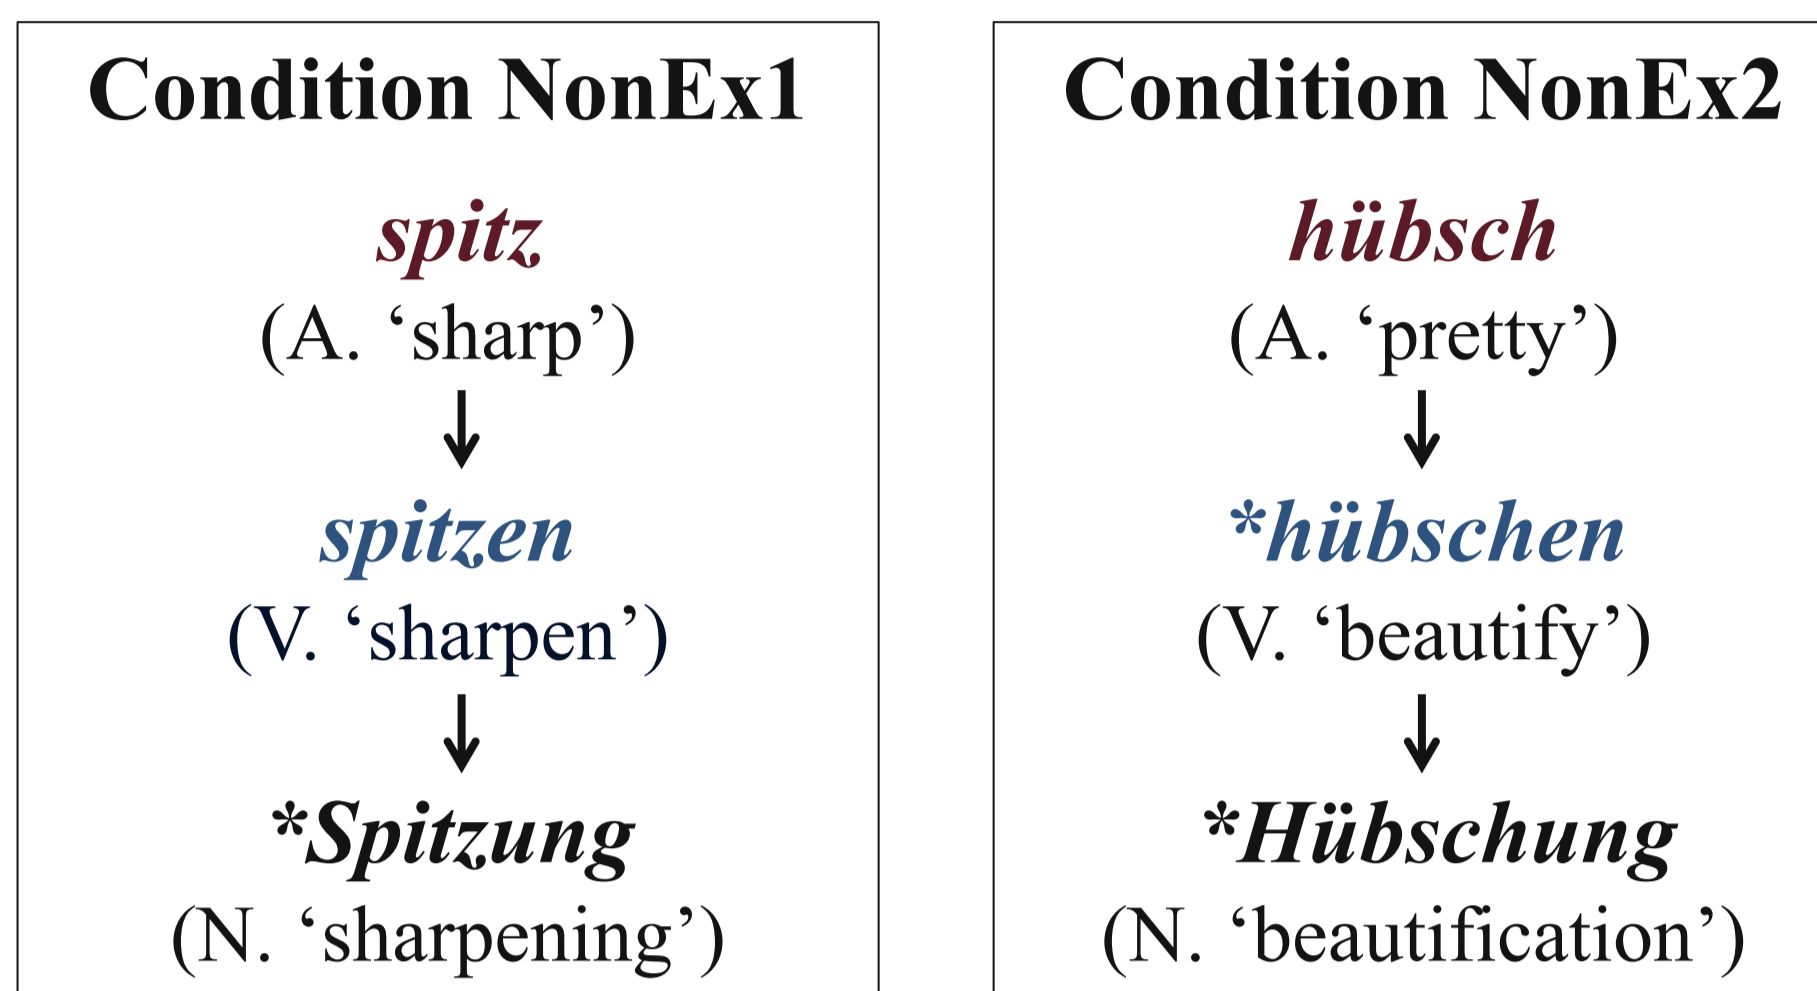 Condition NonEx1
spitz
(A. ‘sharp’)
spitzen
(V. ‘sharpen’)
*Spitzung
(N. ‘sharpening’)
Condition NonEx2
hübsch
(A. ‘pretty’)
*hübschen
(V. ‘beautify’)
*Hübschung
(N. ‘beautification’)